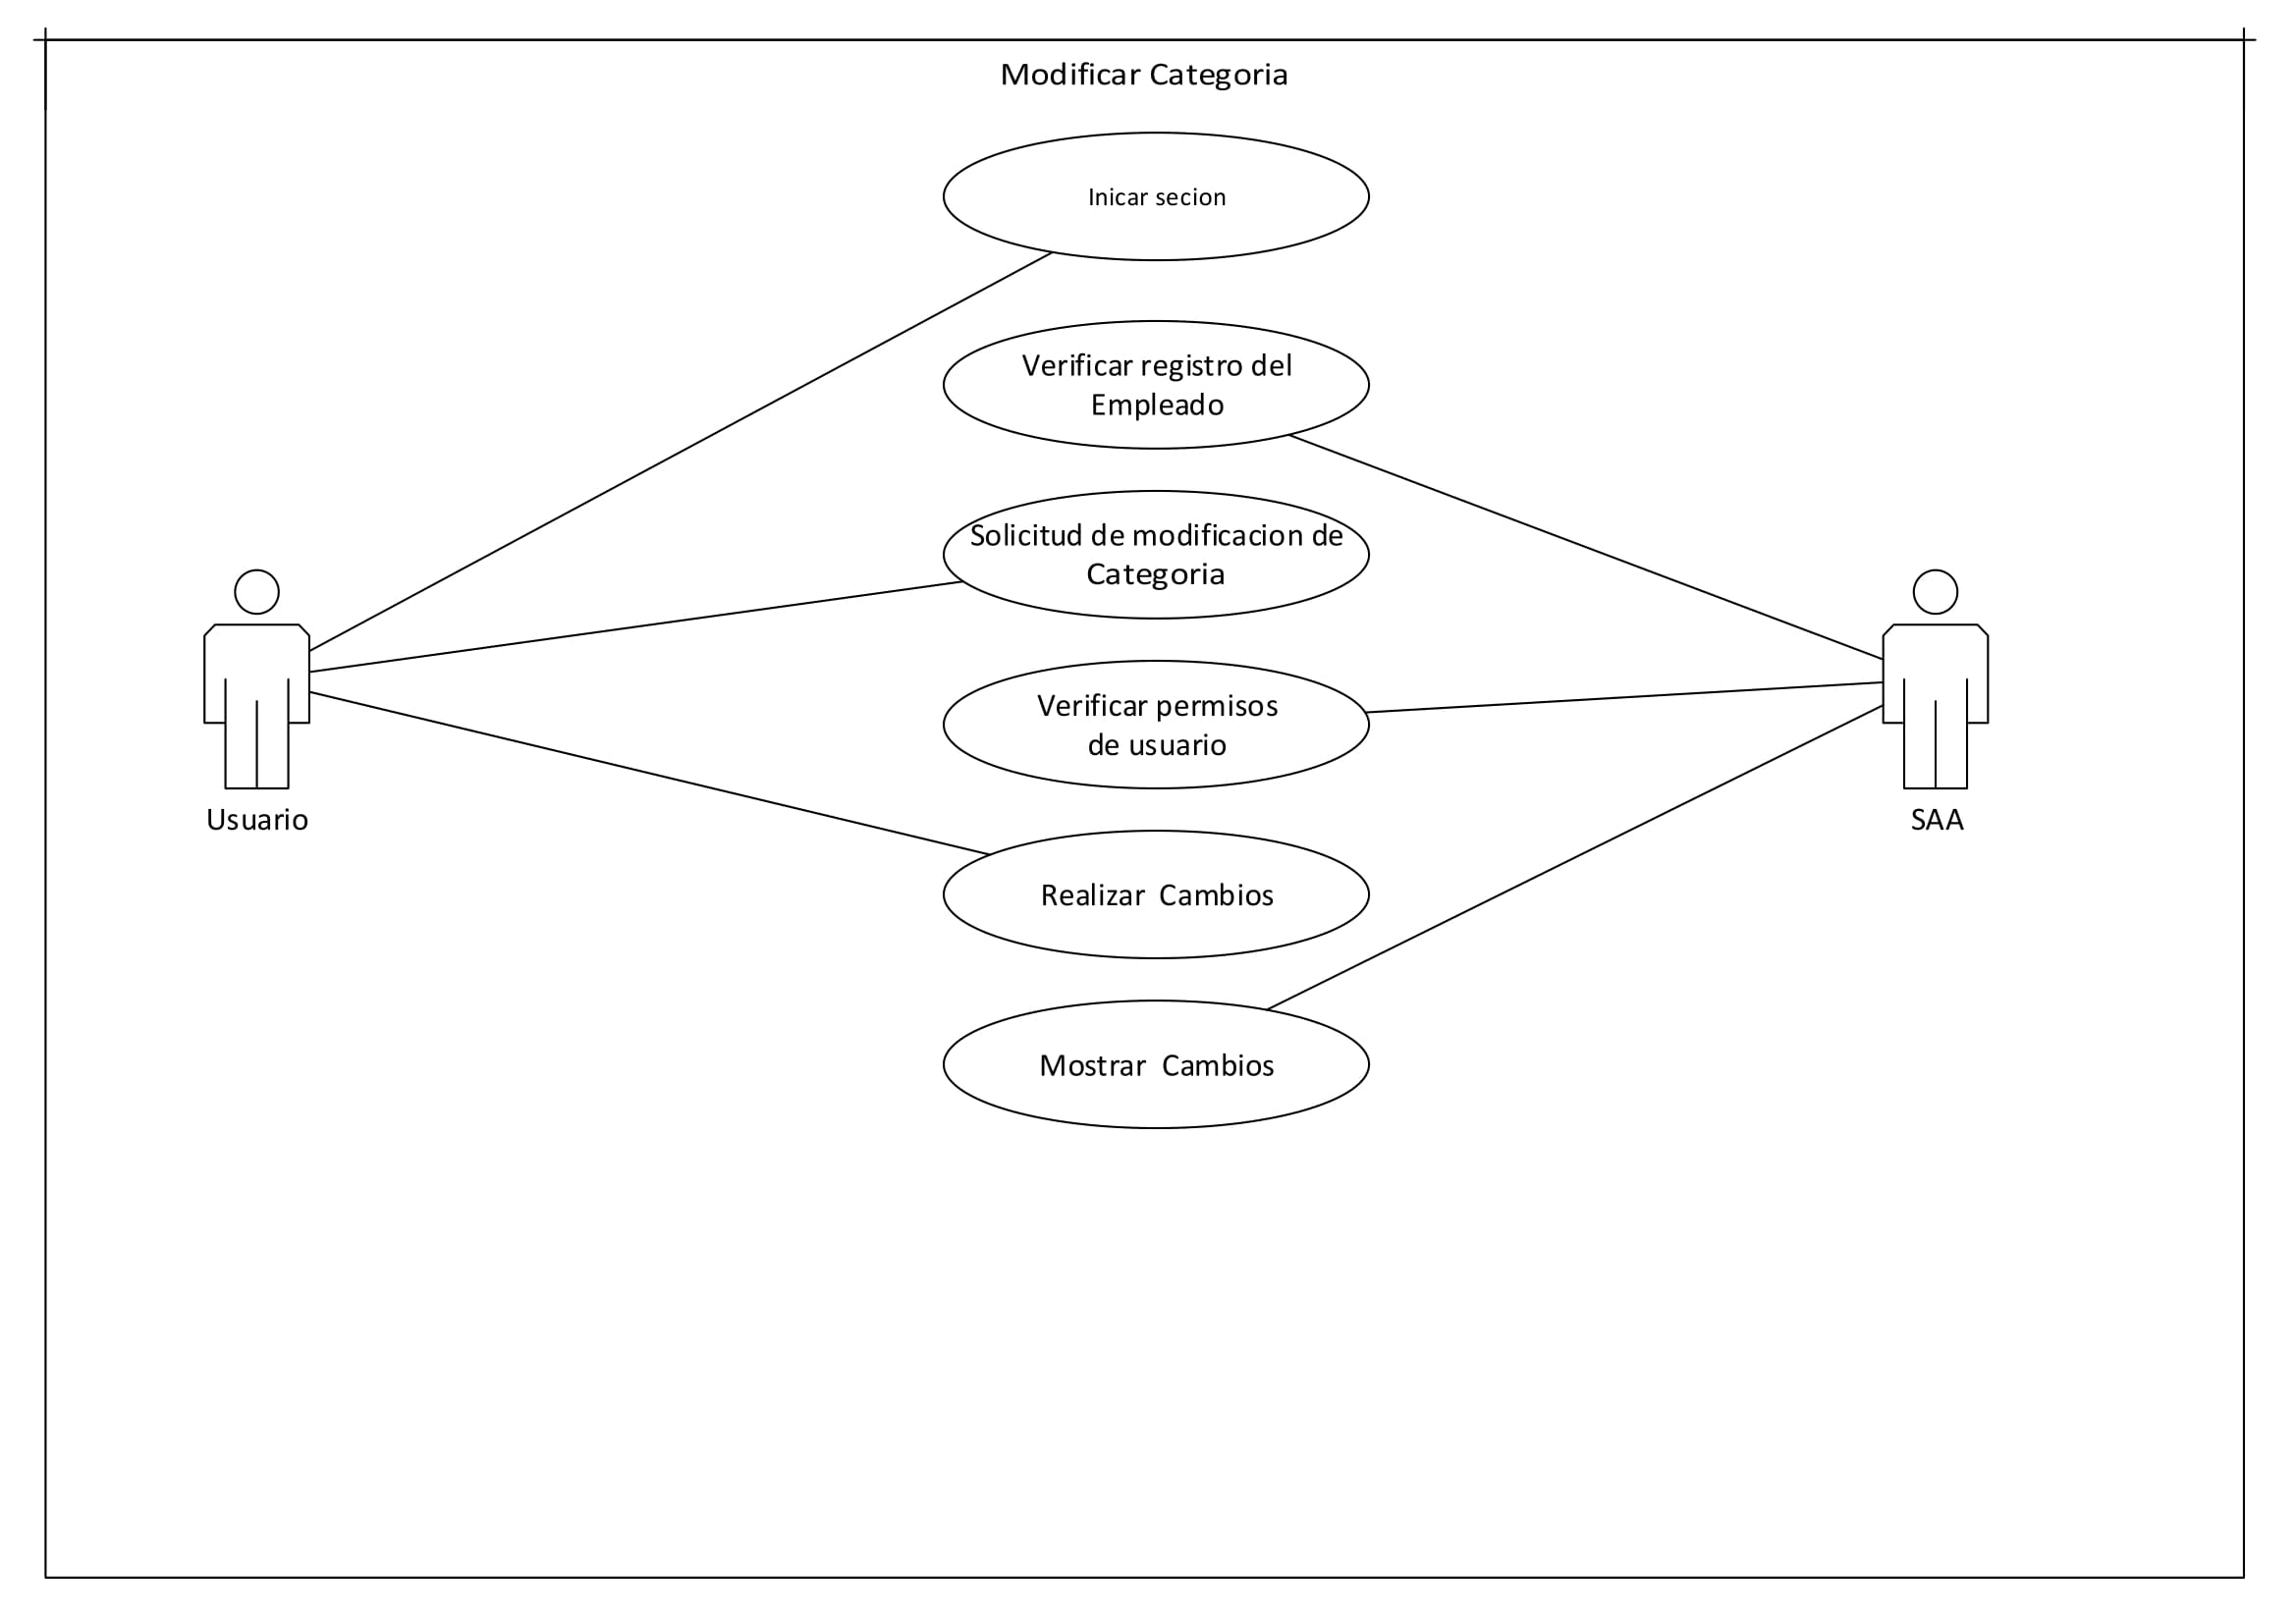 Modificar Categoria
Inicar secion
Verificar registro del
Empleado
Solicitud de modificacion de
Categoria
Verificar permisos
de usuario
Usuario
SAA
Realizar  Cambios
Mostrar  Cambios